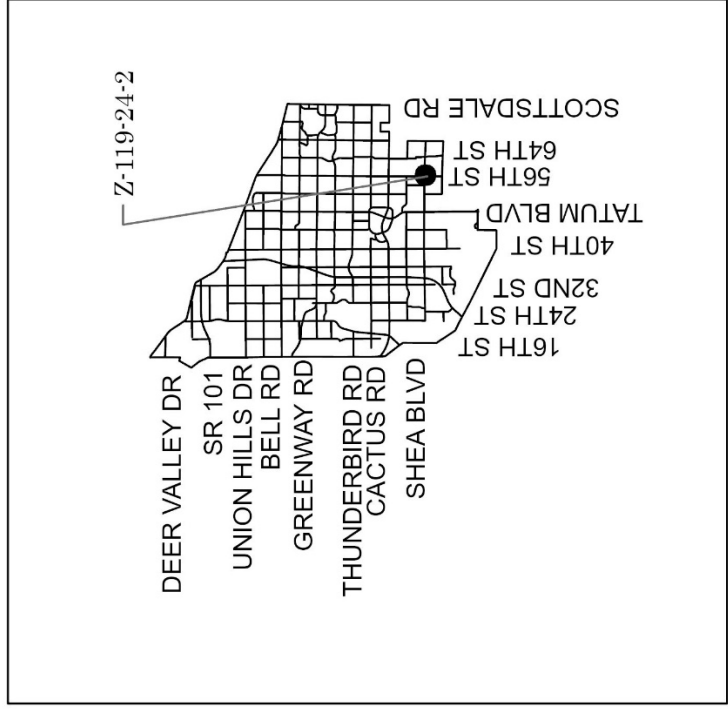 Z-119-24-2
DEER VALLEY DR
SR 101
UNION HILLS DR
BELL RD
GREENWAY RD
THUNDERBIRD RD
CACTUS RD
SHEA BLVD
16TH ST
24TH ST
32ND ST
40TH ST
TATUM BLVD
56TH ST
64TH ST
SCOTTSDALE RD